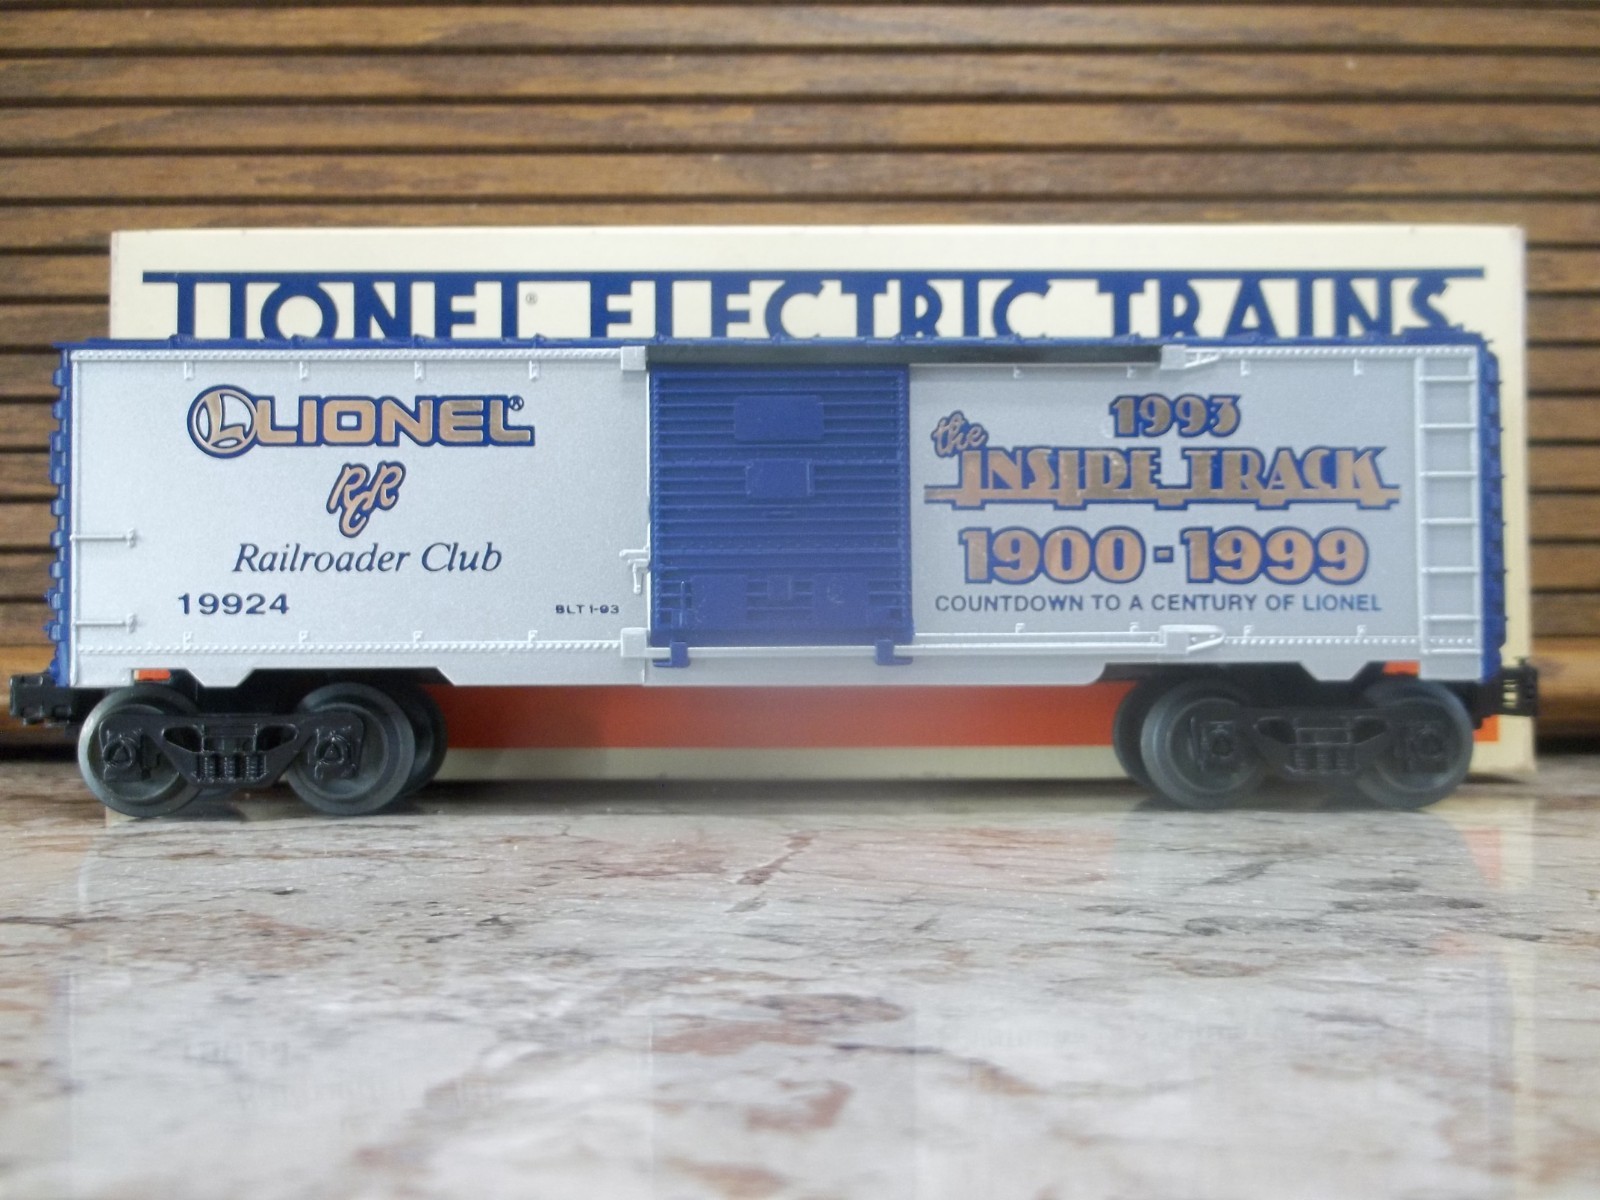 LIONEL® ELECTRIC TRAINS
LIONEL®
RCR
Railroader Club
19924
BLT 1-93
1993
the
INSIDE TRACK
1900-1999
COUNTDOWN TO A CENTURY OF LIONEL